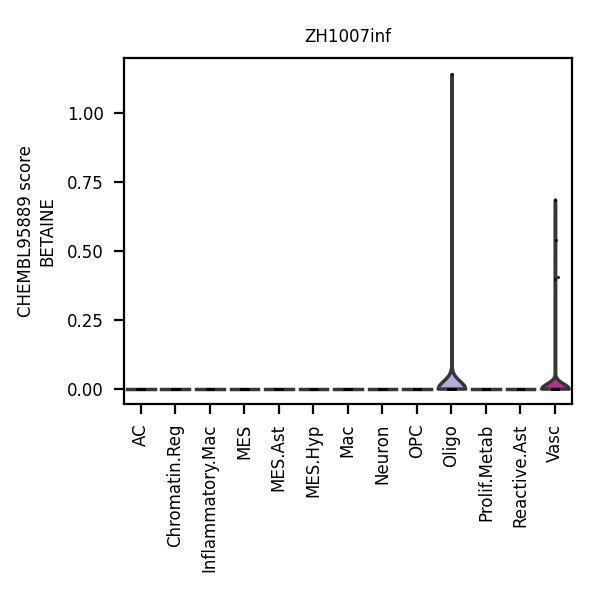 ZH1007inf
CHEMBL95889 score
BETAINE
1.00
0.75
0.50
0.25
0.00
AC
Chromatin.Reg
Inflammatory.Mac
MES
MES.Ast
MES.Hyp
Mac
Neuron
OPC
Oligo
Prolif.Metab
Reactive.Ast
Vasc